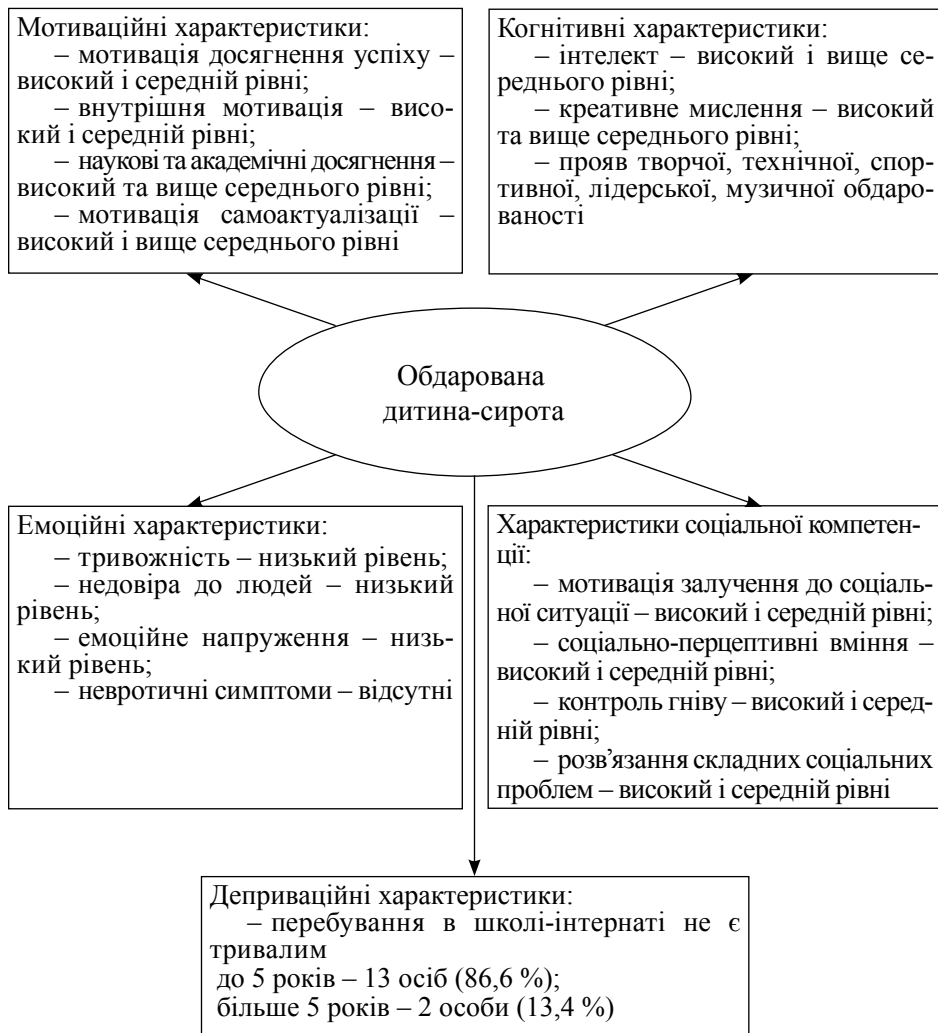 Мотиваційні характеристики:
– мотивація досягнення успіху –
високий і середній рівні;
– внутрішня мотивація – висо-
кий і середній рівні;
– наукові та академічні досягнення –
високий та вище середнього рівні;
– мотивація самоактуалізації –
високий і вище середнього рівні
Когнітивні характеристики:
– інтелект – високий і вище се-
реднього рівні;
– креативне мислення – високий
та вище середнього рівні;
– прояв творчої, технічної, спор-
тивної, лідерської, музичної обдаро-
ваності
Обдарована
дитина-сирота
Емоційні характеристики:
– тривожність – низький рівень;
– недовіра до людей – низький
рівень;
– емоційне напруження – низь-
кий рівень;
– невротичні симптоми – відсутні
Характеристики соціальної компетен-
ції:
– мотивація залучення до соціаль-
ної ситуації – високий і середній рівні;
– соціально-перцептивні вміння –
високий і середній рівні;
– контроль гніву – високий і серед-
ній рівні;
– розв’язання складних соціальних
проблем – високий і середній рівні
Деприваційні характеристики:
– перебування в школі-інтернаті не є
тривалим
до 5 років – 13 осіб (86,6 %);
більше 5 років – 2 особи (13,4 %)